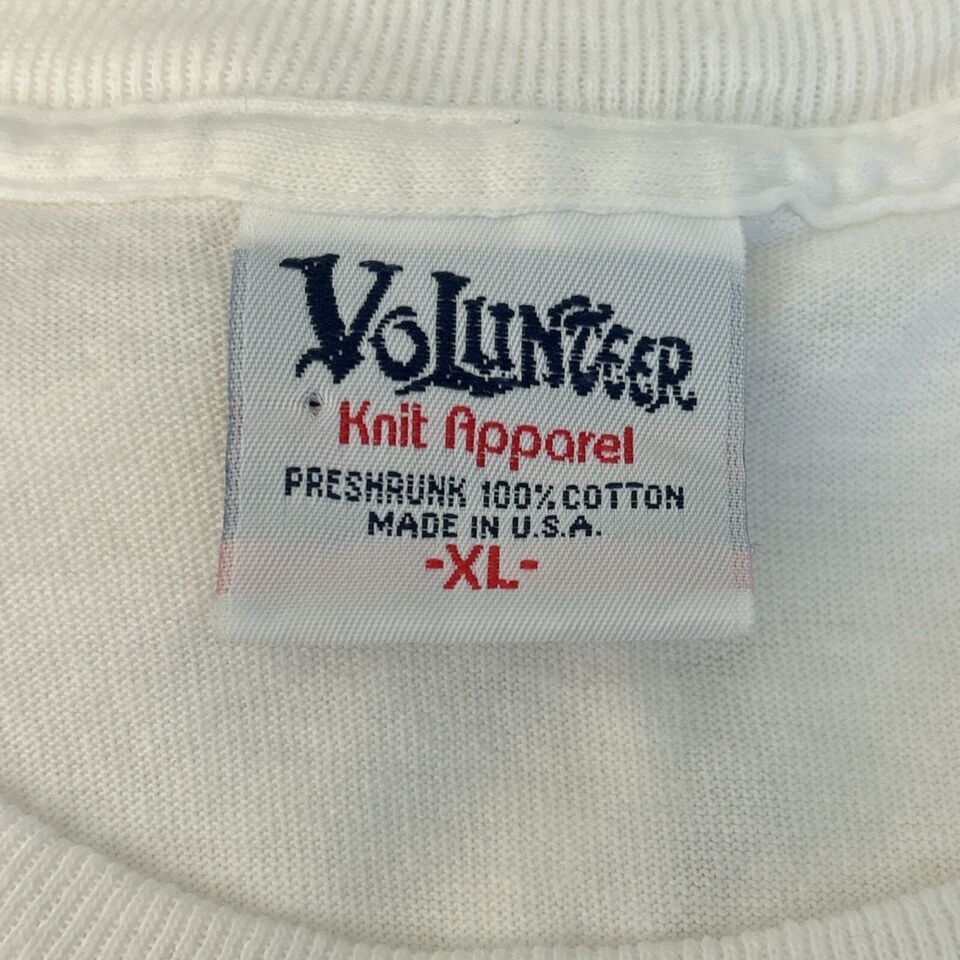 VOLUNTEER
Knit Apparel
PRESHRUNK 100% COTTON
MADE IN U.S.A.
-XL-